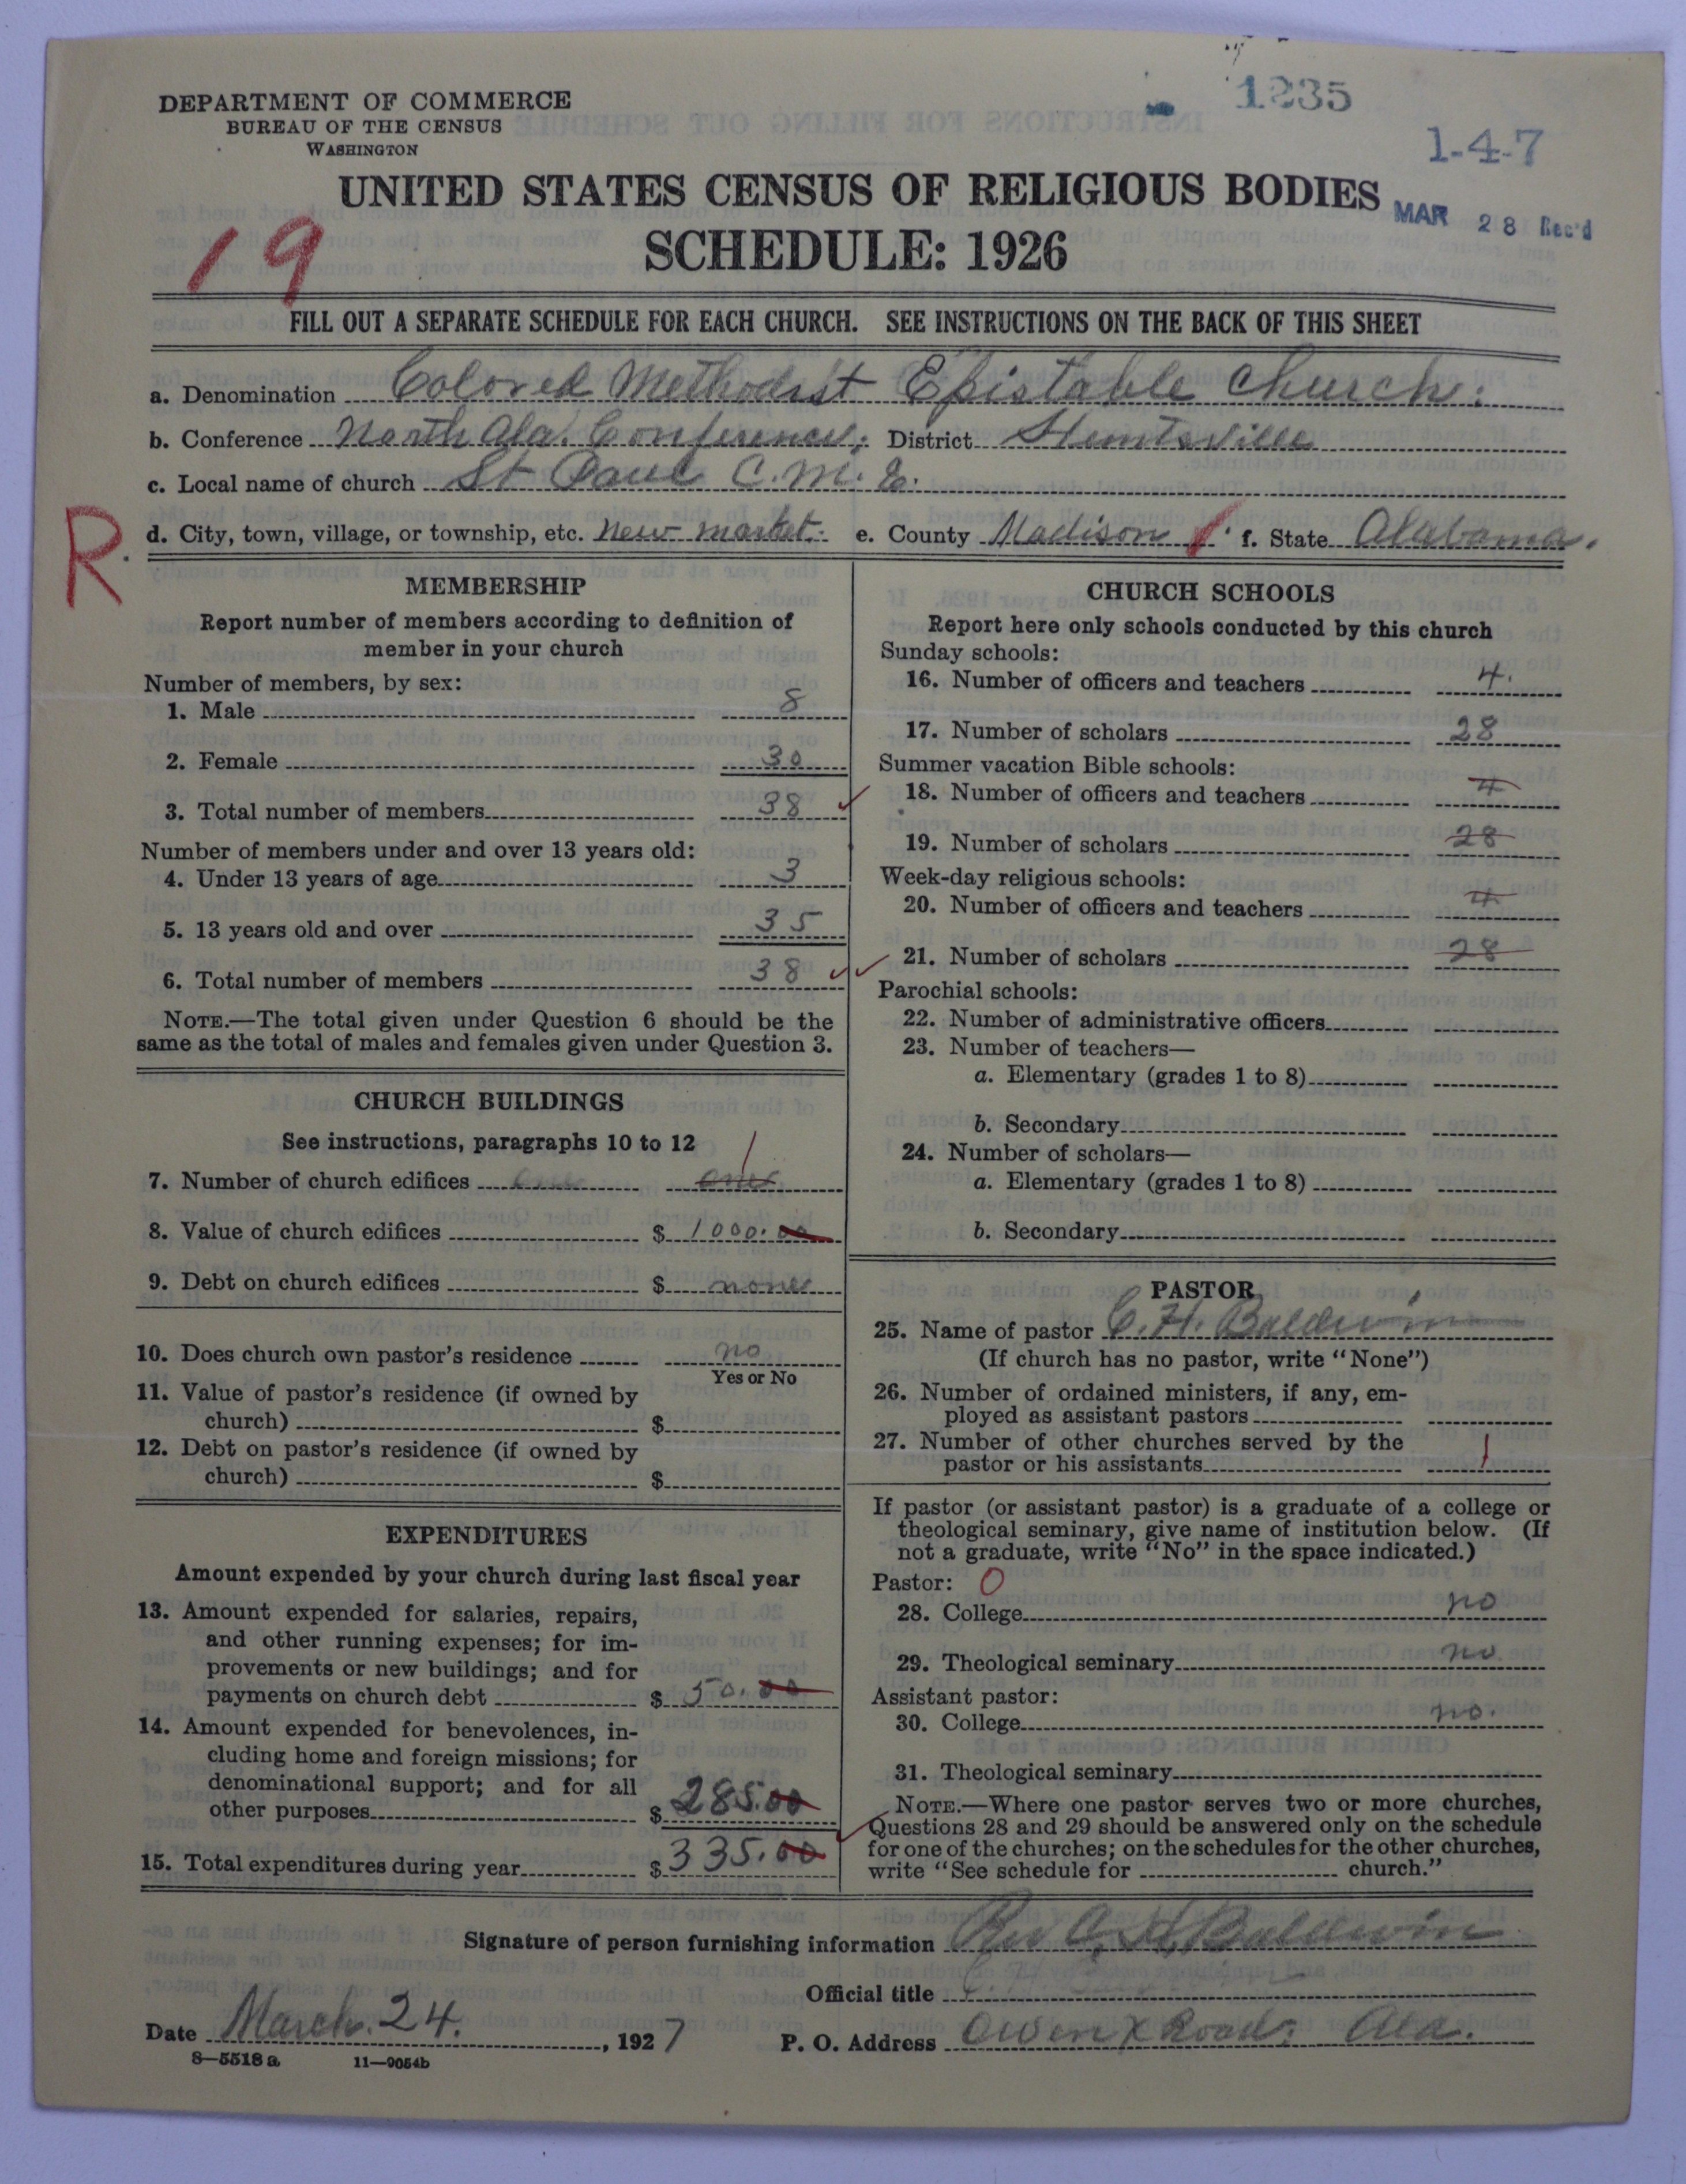 1235
1-4-7
MAR 28 Rec'd
DEPARTMENT OF COMMERCE
BUREAU OF THE CENSUS
WASHINGTON
UNITED STATES CENSUS OF RELIGIOUS BODIES
SCHEDULE: 1926
19
FILL OUT A SEPARATE SCHEDULE FOR EACH CHURCH. SEE INSTRUCTIONS ON THE BACK OF THIS SHEET
a. Denomination Colored Methodist Epistable Church:
b. Conference North Ala. Conference: District Huntsville
c. Local name of church St Paul C.M.E.
R.
d. City, town, village, or township, etc. New market. e. County Madison f. State Alabama.
MEMBERSHIP
Report number of members according to definition of
member in your church
Number of members, by sex:
1. Male 8
2. Female 30
3. Total number of members 38
Number of members under and over 13 years old:
4. Under 13 years of age 3
5. 13 years old and over 35
6. Total number of members 38
NOTE.—The total given under Question 6 should be the
same as the total of males and females given under Question 3.
CHURCH BUILDINGS
See instructions, paragraphs 10 to 12
7. Number of church edifices one one 1
8. Value of church edifices $ 1000.00
9. Debt on church edifices $ none
10. Does church own pastor's residence no
Yes or No
11. Value of pastor's residence (if owned by
church) $
12. Debt on pastor's residence (if owned by
church) $
EXPENDITURES
Amount expended by your church during last fiscal year
13. Amount expended for salaries, repairs,
and other running expenses; for im-
provements or new buildings; and for
payments on church debt $ 50.00
14. Amount expended for benevolences, in-
cluding home and foreign missions; for
denominational support; and for all
other purposes $ 285.00
15. Total expenditures during year $ 335.00
CHURCH SCHOOLS
Report here only schools conducted by this church
Sunday schools:
16. Number of officers and teachers 4.
17. Number of scholars 28
Summer vacation Bible schools:
18. Number of officers and teachers 4
19. Number of scholars 28
Week-day religious schools:
20. Number of officers and teachers 4
21. Number of scholars 28
Parochial schools:
22. Number of administrative officers
23. Number of teachers—
a. Elementary (grades 1 to 8)
b. Secondary
24. Number of scholars—
a. Elementary (grades 1 to 8)
b. Secondary
PASTOR
25. Name of pastor C. H. Baldwin
(If church has no pastor, write "None")
26. Number of ordained ministers, if any, em-
ployed as assistant pastors
27. Number of other churches served by the
pastor or his assistants 1
If pastor (or assistant pastor) is a graduate of a college or
theological seminary, give name of institution below. (If
not a graduate, write "No" in the space indicated.)
Pastor: 0
28. College no
29. Theological seminary no.
Assistant pastor:
30. College no.
31. Theological seminary
NOTE.—Where one pastor serves two or more churches,
Questions 28 and 29 should be answered only on the schedule
for one of the churches; on the schedules for the other churches,
write "See schedule for church."
Signature of person furnishing information Rev C. H. Baldwin
Official title
Date March. 24. , 1927 P. O. Address Owen X Road: Ala.
8—5518 a 11—9054b